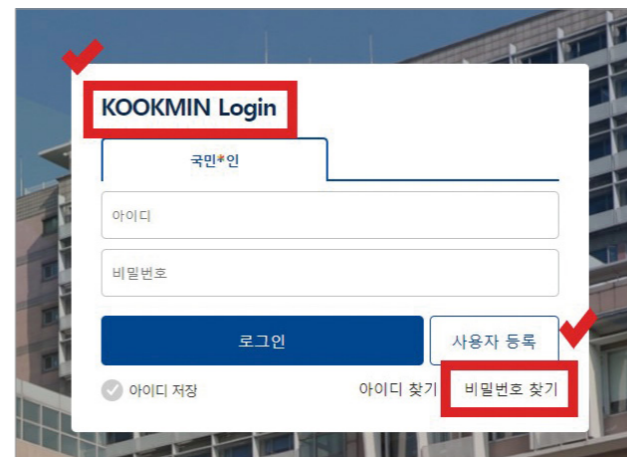 KOOKMIN Login
국민*인
아이디
비밀번호
로그인
사용자 등록
아이디 저장
아이디 찾기
비밀번호 찾기